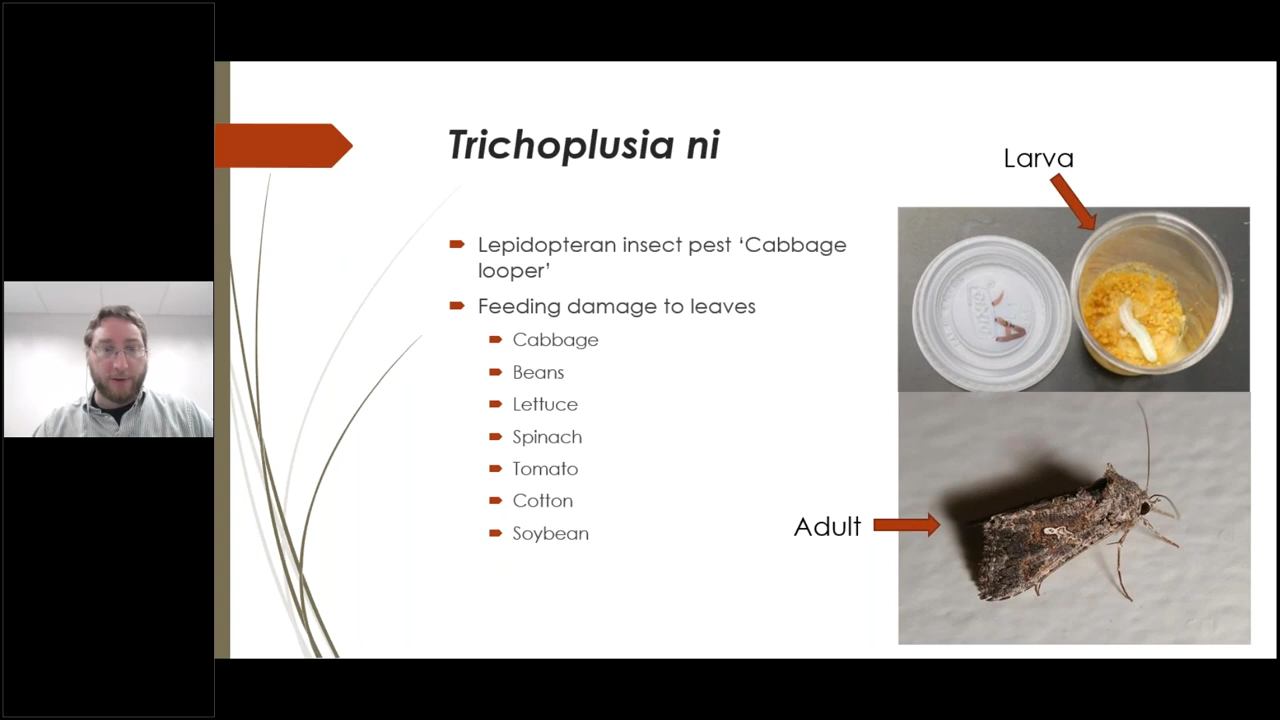 Trichoplusia ni
Lepidopteran insect pest ‘Cabbage
looper’
Feeding damage to leaves
Cabbage
Beans
Lettuce
Spinach
Tomato
Cotton
Soybean
Larva
Adult